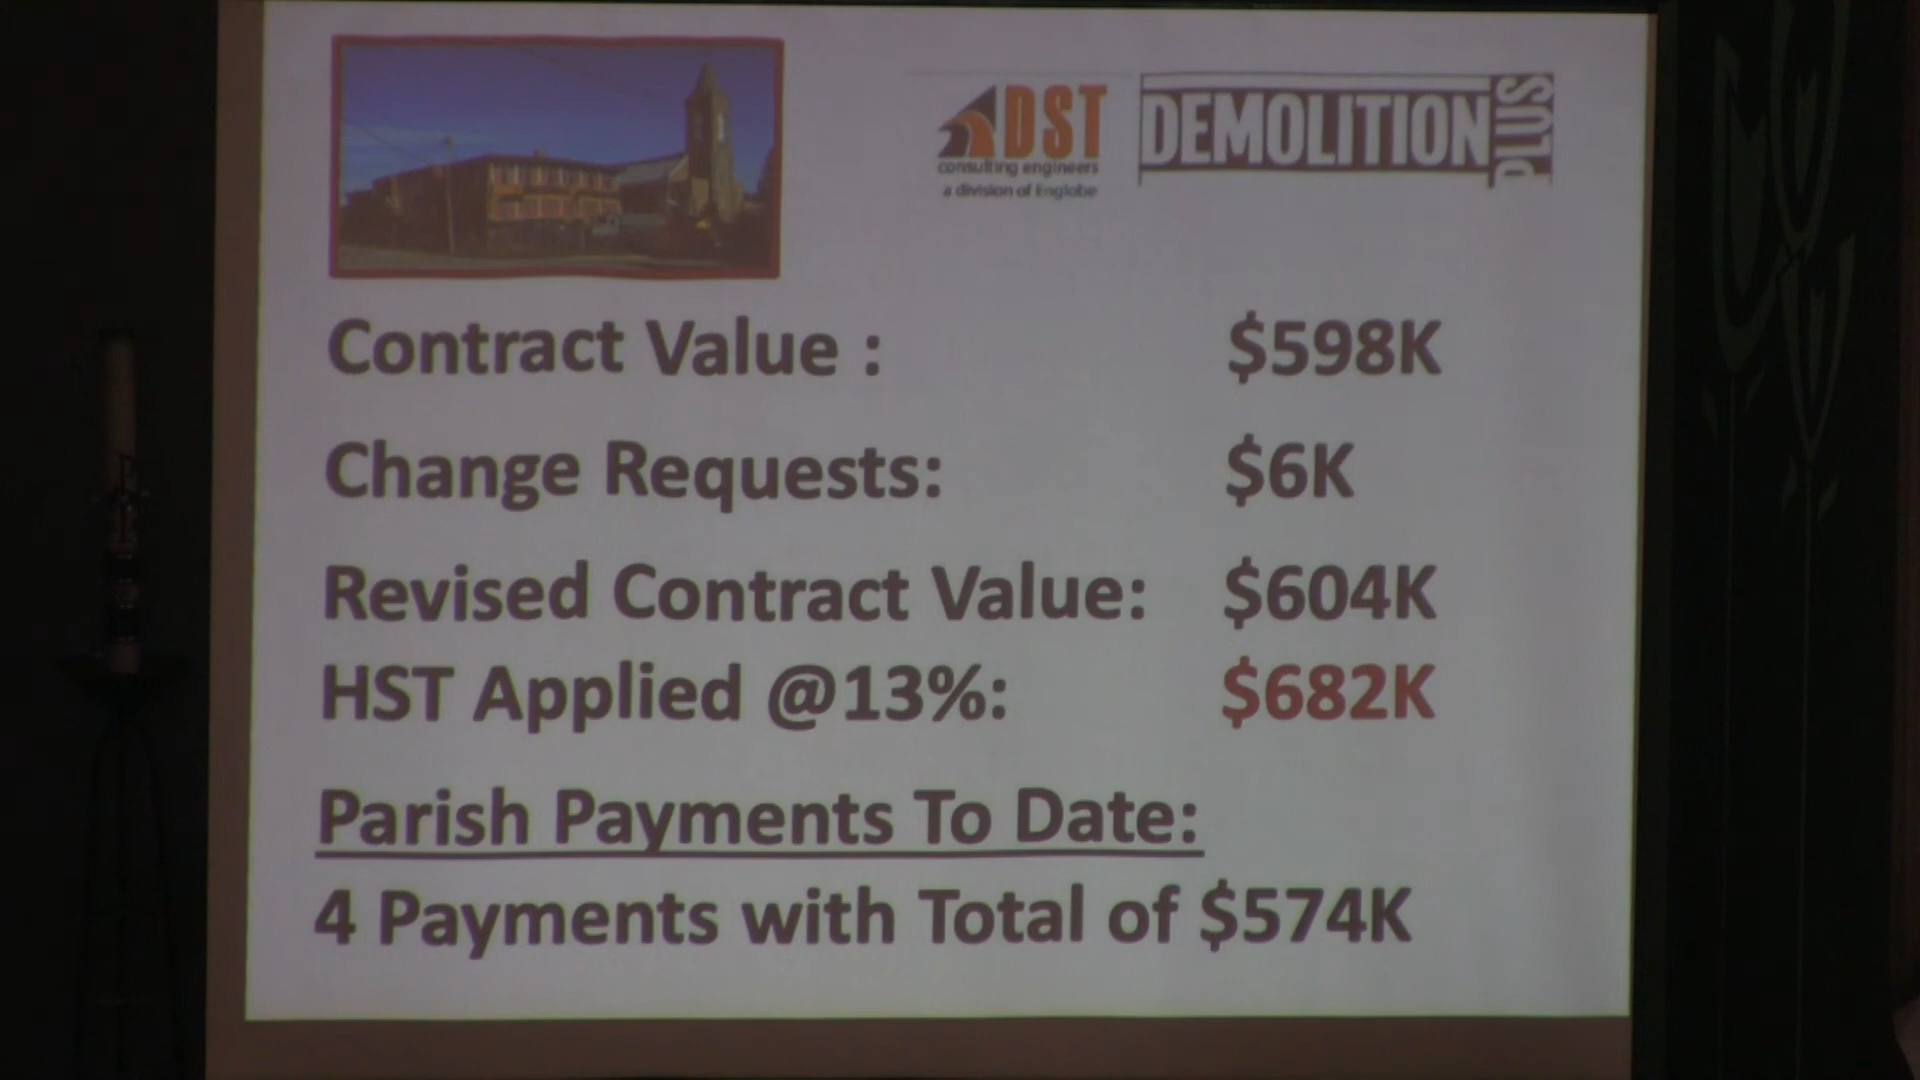 DST
consulting engineers
a division of Englobe
DEMOLITION PLUS
Contract Value : $598K
Change Requests: $6K
Revised Contract Value: $604K
HST Applied @13%: $682K
Parish Payments To Date:
4 Payments with Total of $574K